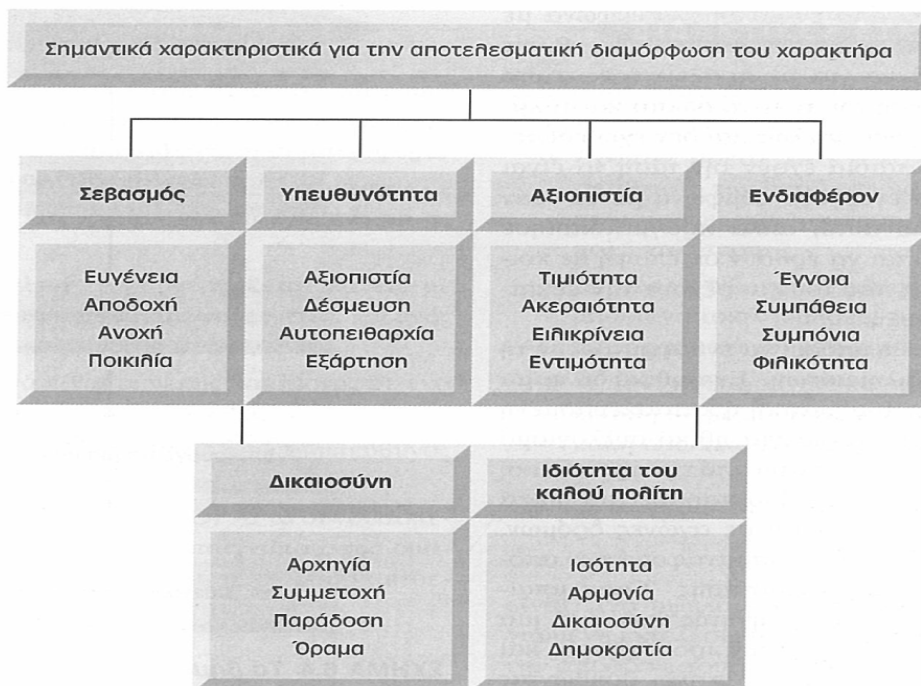 Σημαντικά χαρακτηριστικά για την αποτελεσματική διαμόρφωση του χαρακτήρα
Σεβασμός
Ευγένεια
Αποδοχή
Ανοχή
Ποικιλία
Υπευθυνότητα
Αξιοπιστία
Δέσμευση
Αυτοπειθαρχία
Εξάρτηση
Αξιοπιστία
Τιμιότητα
Ακεραιότητα
Ειλικρίνεια
Εντιμότητα
Ενδιαφέρον
Έγνοια
Συμπάθεια
Συμπόνια
Φιλικότητα
Δικαιοσύνη
Αρχηγία
Συμμετοχή
Παράδοση
Όραμα
Ιδιότητα του
καλού πολίτη
Ισότητα
Αρμονία
Δικαιοσύνη
Δημοκρατία